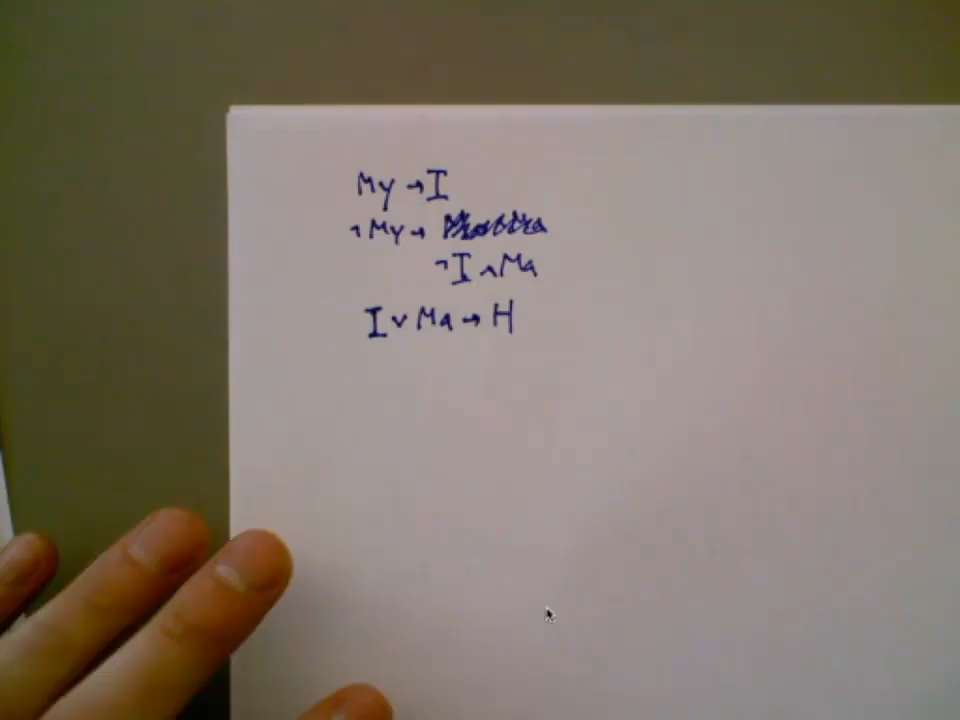 My → I
¬My →
¬I ∧ Ma
I ∨ Ma → H